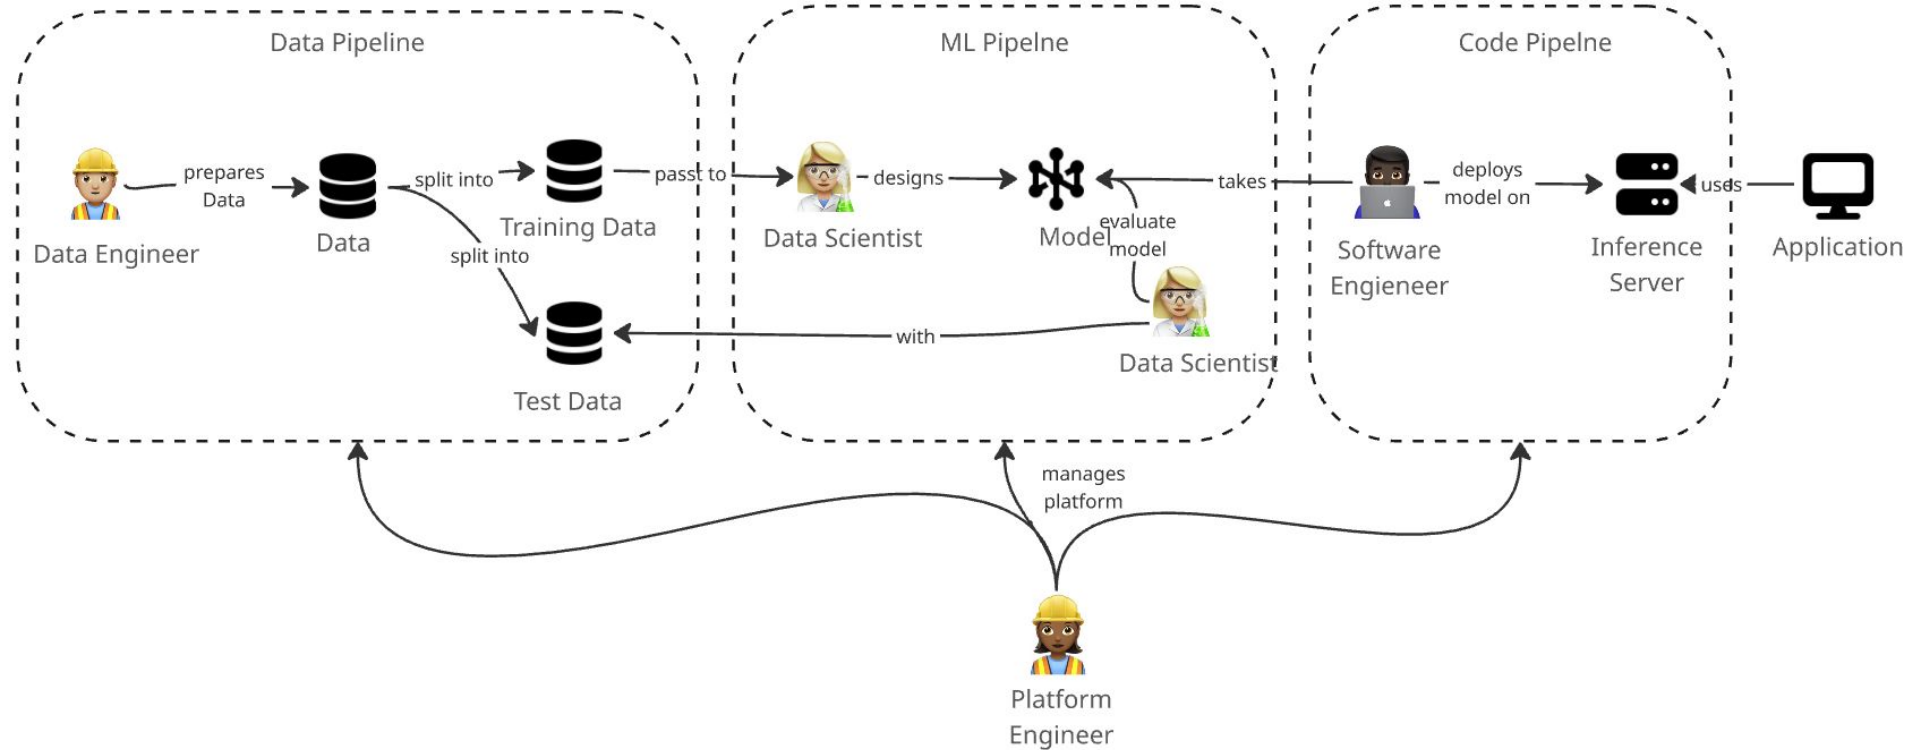 Data Pipeline
prepares
Data
Data Engineer
Data
split into
split into
Training Data
Test Data
passt to
ML Pipelne
Data Scientist
designs
Model
evaluate
model
Data Scientist
with
takes
Code Pipelne
Software
Engieneer
deploys
model on
Inference
Server
uses
Application
manages
platform
Platform
Engineer